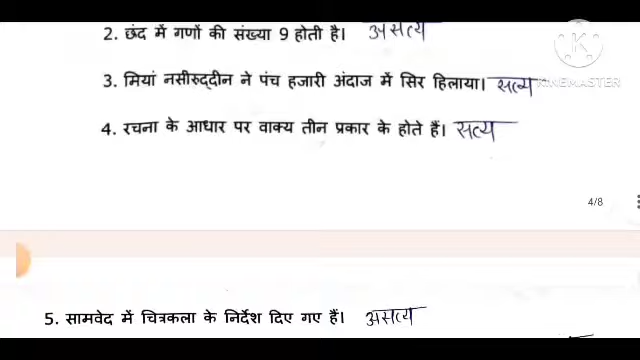 2. छंद में गणों की संख्या 9 होती है। असत्य
3. मियां नसीरुद्दीन ने पंच हजारी अंदाज में सिर हिलाया। सत्य
KINEMASTER
4. रचना के आधार पर वाक्य तीन प्रकार के होते हैं। सत्य
4/8
5. सामवेद में चित्रकला के निर्देश दिए गए हैं। असत्य